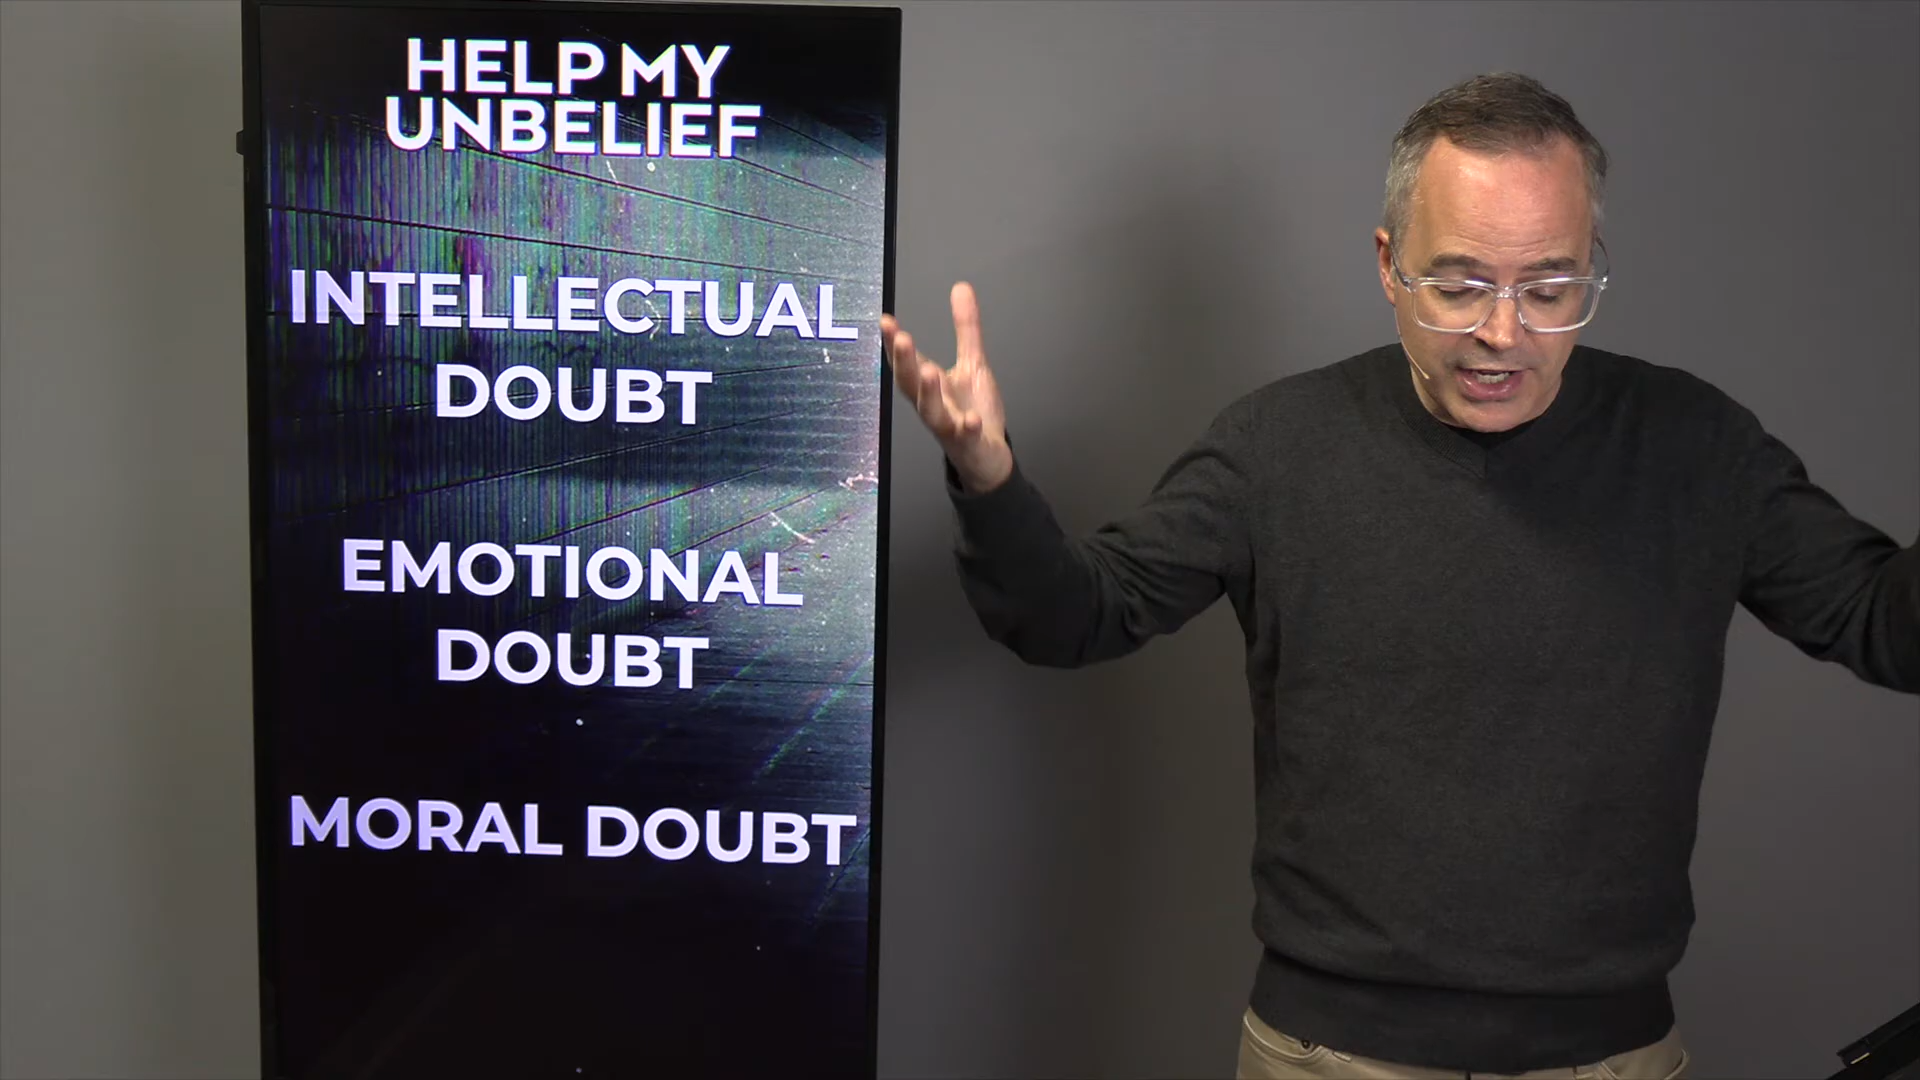 HELP MY
UNBELIEF
INTELLECTUAL
DOUBT
EMOTIONAL
DOUBT
MORAL DOUBT